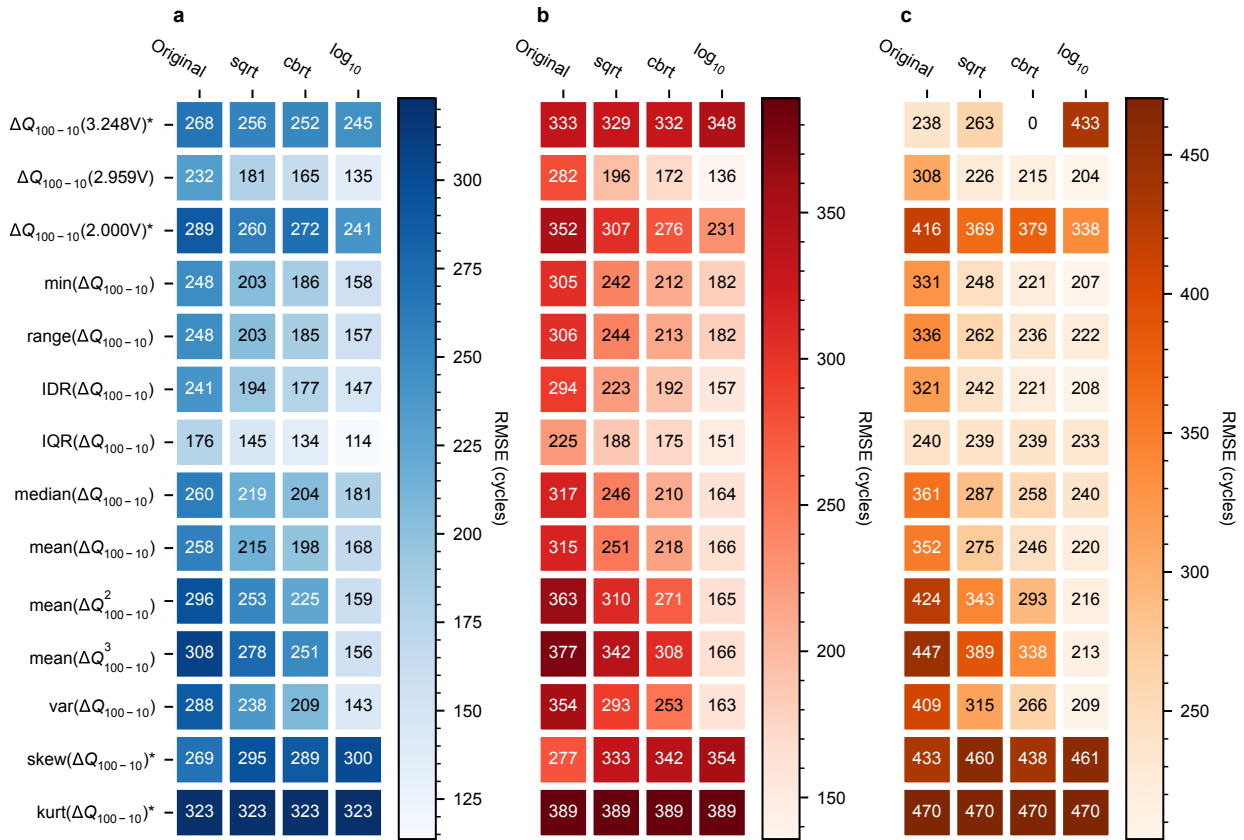 a b c
Original sqrt cbrt log₁₀ Original sqrt cbrt log₁₀ Original sqrt cbrt log₁₀
ΔQ₁₀₀₋₁₀(3.248V)* 268 256 252 245 333 329 332 348 238 263 0 433
ΔQ₁₀₀₋₁₀(2.959V) 232 181 165 135 282 196 172 136 308 226 215 204
ΔQ₁₀₀₋₁₀(2.000V)* 289 260 272 241 352 307 276 231 416 369 379 338
min(ΔQ₁₀₀₋₁₀) 248 203 186 158 305 242 212 182 331 248 221 207
range(ΔQ₁₀₀₋₁₀) 248 203 185 157 306 244 213 182 336 262 236 222
IDR(ΔQ₁₀₀₋₁₀) 241 194 177 147 294 223 192 157 321 242 221 208
IQR(ΔQ₁₀₀₋₁₀) 176 145 134 114 225 188 175 151 240 239 239 233
median(ΔQ₁₀₀₋₁₀) 260 219 204 181 317 246 210 164 361 287 258 240
mean(ΔQ₁₀₀₋₁₀) 258 215 198 168 315 251 218 166 352 275 246 220
mean(ΔQ²₁₀₀₋₁₀) 296 253 225 159 363 310 271 165 424 343 293 216
mean(ΔQ³₁₀₀₋₁₀) 308 278 251 156 377 342 308 166 447 389 338 213
var(ΔQ₁₀₀₋₁₀) 288 238 209 143 354 293 253 163 409 315 266 209
skew(ΔQ₁₀₀₋₁₀)* 269 295 289 300 277 333 342 354 433 460 438 461
kurt(ΔQ₁₀₀₋₁₀)* 323 323 323 323 389 389 389 389 470 470 470 470
300
275
250
225
200
175
150
125
RMSE (cycles)
350
300
250
200
150
RMSE (cycles)
450
400
350
300
250
RMSE (cycles)